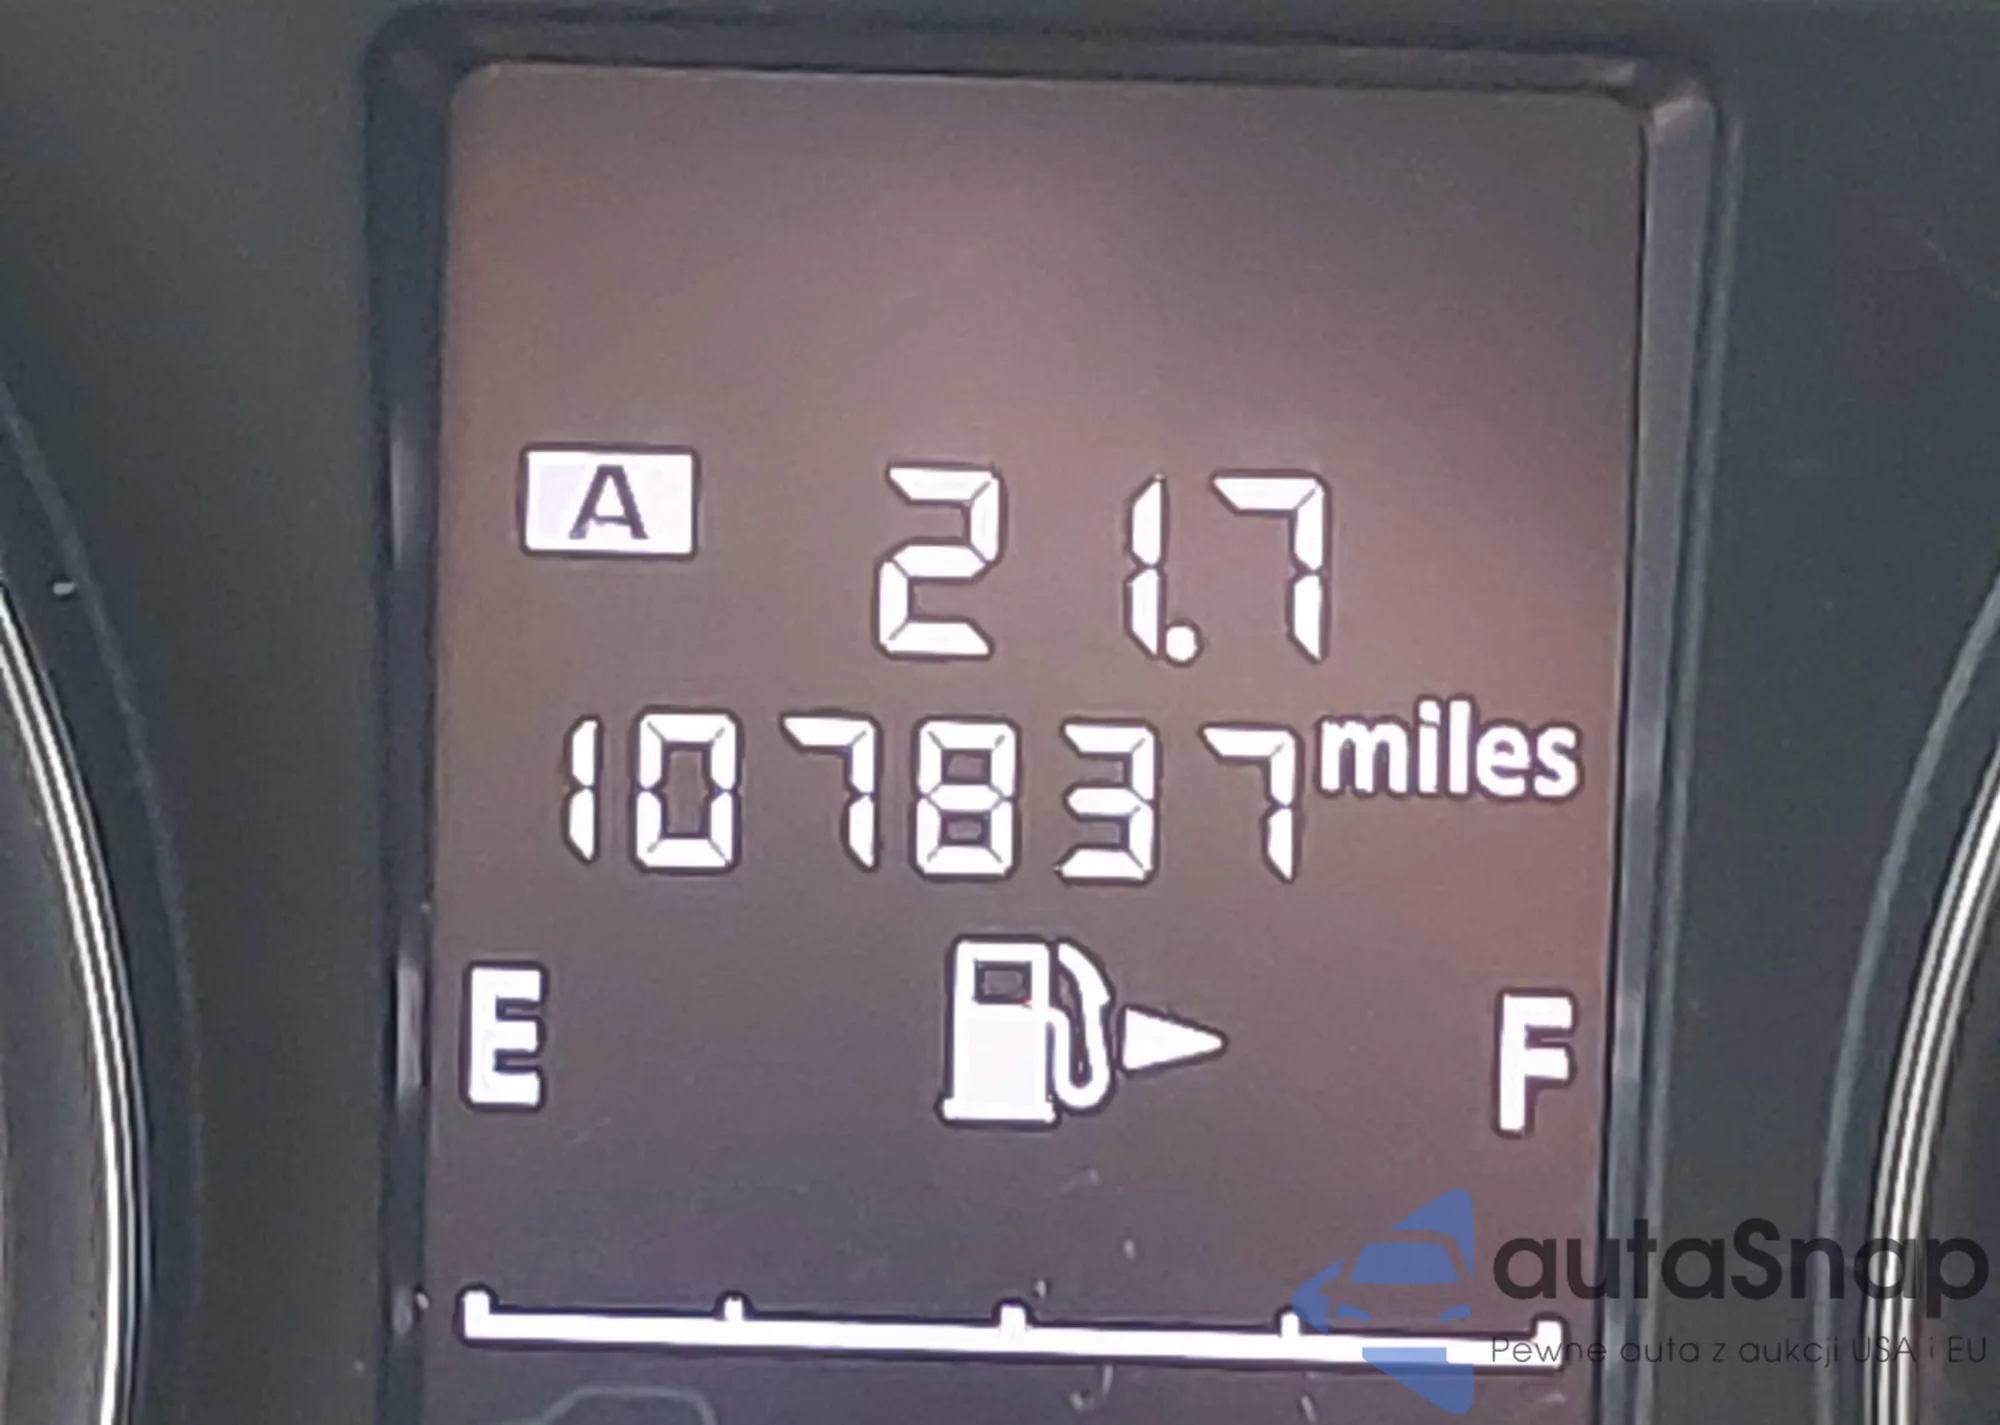 A 21.7
107837 miles
E F
autaSnap
Pewne auta z aukcji USA i EU